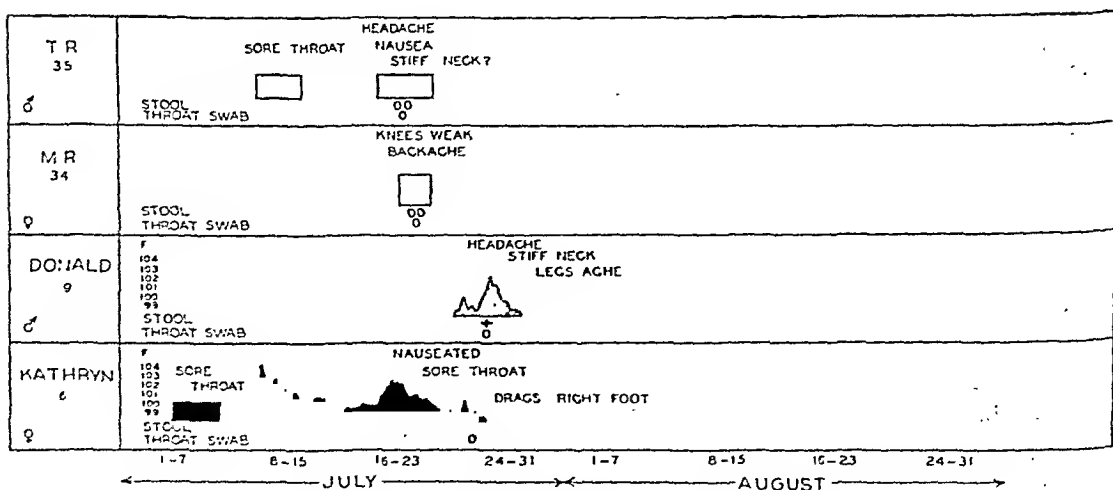 T R
35
♂
SORE THROAT
HEADACHE
NAUSEA
STIFF NECK?
STOOL OO
THROAT SWAB O
M R
34
♀
KNEES WEAK
BACKACHE
STOOL OO
THROAT SWAB O
DONALD
9
♂
F
104
103
102
101
100
99
HEADACHE
STIFF NECK
LEGS ACHE
STOOL +
THROAT SWAB O
KATHRYN
♀
F
104
103
102
101
100
99
SORE
THROAT
NAUSEATED
SORE THROAT
DRAGS RIGHT FOOT
STOOL
THROAT SWAB O
1-7 8-15 16-23 24-31 1-7 8-15 16-23 24-31
JULY AUGUST